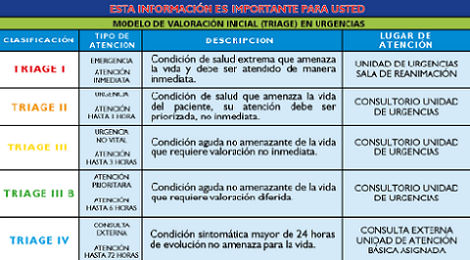 ESTA INFORMACIÓN ES IMPORTANTE PARA USTED
MODELO DE VALORACIÓN INICIAL (TRIAGE) EN URGENCIAS
CLASIFICACIÓN
TIPO DE
ATENCION
DESCRIPCION
LUGAR DE
ATENCIÓN
TRIAGE I
EMERGENCIA
ATENCIÓN
INMEDIATA
Condición de salud extrema que amenaza
la vida y debe ser atendido de manera
inmediata.
UNIDAD DE URGENCIAS
SALA DE REANIMACIÓN
TRIAGE II
URGENCIA
ATENCIÓN
HASTA 1 HORA
Condición de salud que amenaza la vida
del paciente, su atención debe ser
priorizada, no inmediata.
CONSULTORIO UNIDAD
DE URGENCIAS
TRIAGE III
URGENCIA
NO VITAL
ATENCIÓN
HASTA 3 HORAS
Condición aguda no amenazante de la vida
que requiere valoración no inmediata.
CONSULTORIO UNIDAD
DE URGENCIAS
TRIAGE III B
ATENCIÓN
PRIORITARIA
ATENCIÓN
HASTA 6 HORAS
Condición aguda no amenazante de la vida
que requiere valoración diferida
CONSULTORIO UNIDAD
DE URGENCIAS
TRIAGE IV
CONSULTA
EXTERNA
ATENCIÓN
HASTA 72 HORAS
Condición sintomática mayor de 24 horas
de evolución no amenaza para la vida.
CONSULTA EXTERNA
UNIDAD DE ATENCIÓN
BÁSICA ASIGNADA